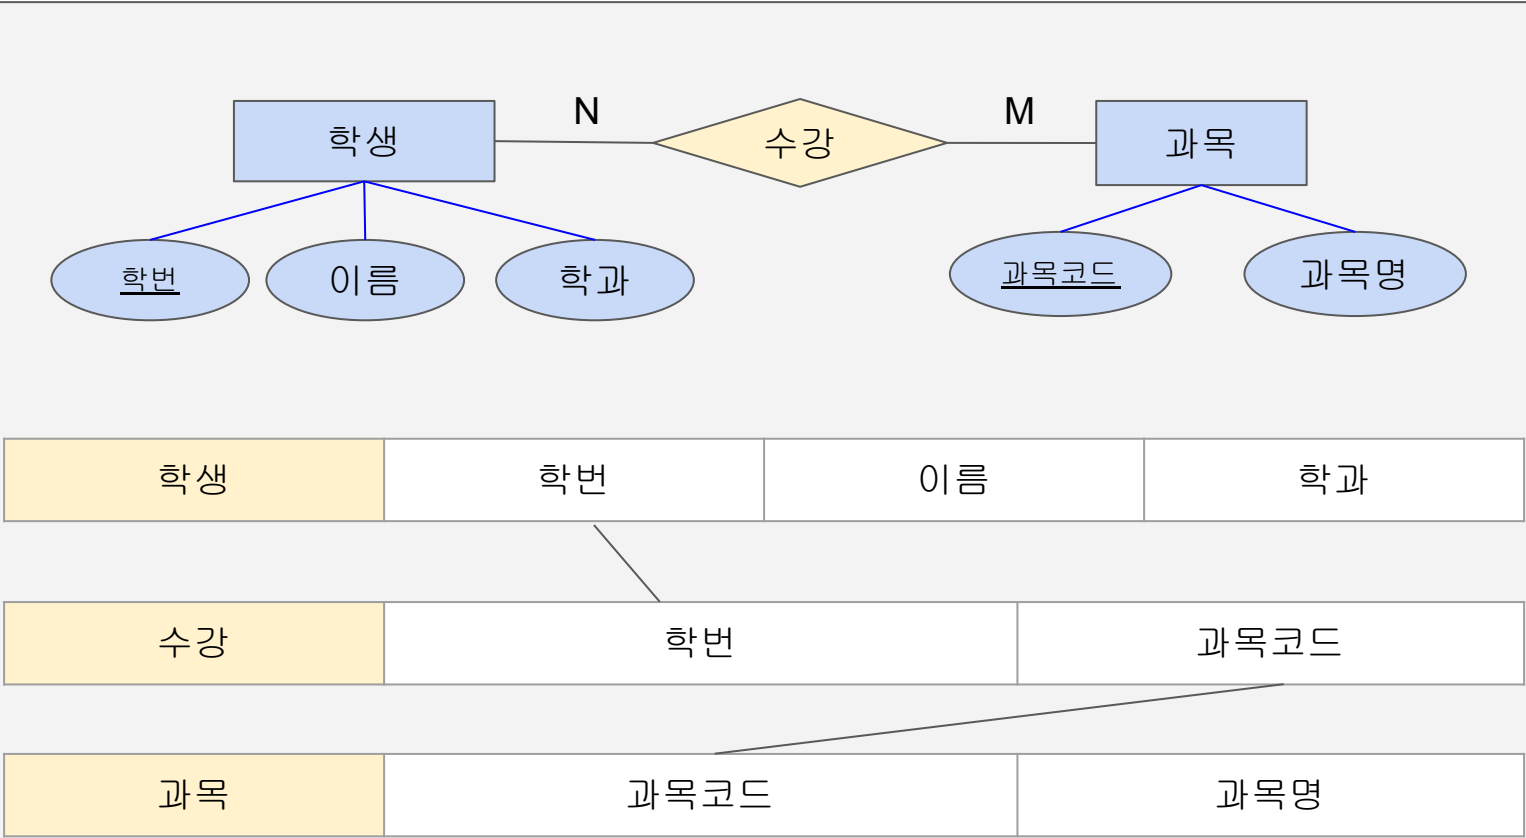 학생
N
수강
M
과목
학번
이름
학과
과목코드
과목명
학생 학번 이름 학과
수강 학번 과목코드
과목 과목코드 과목명